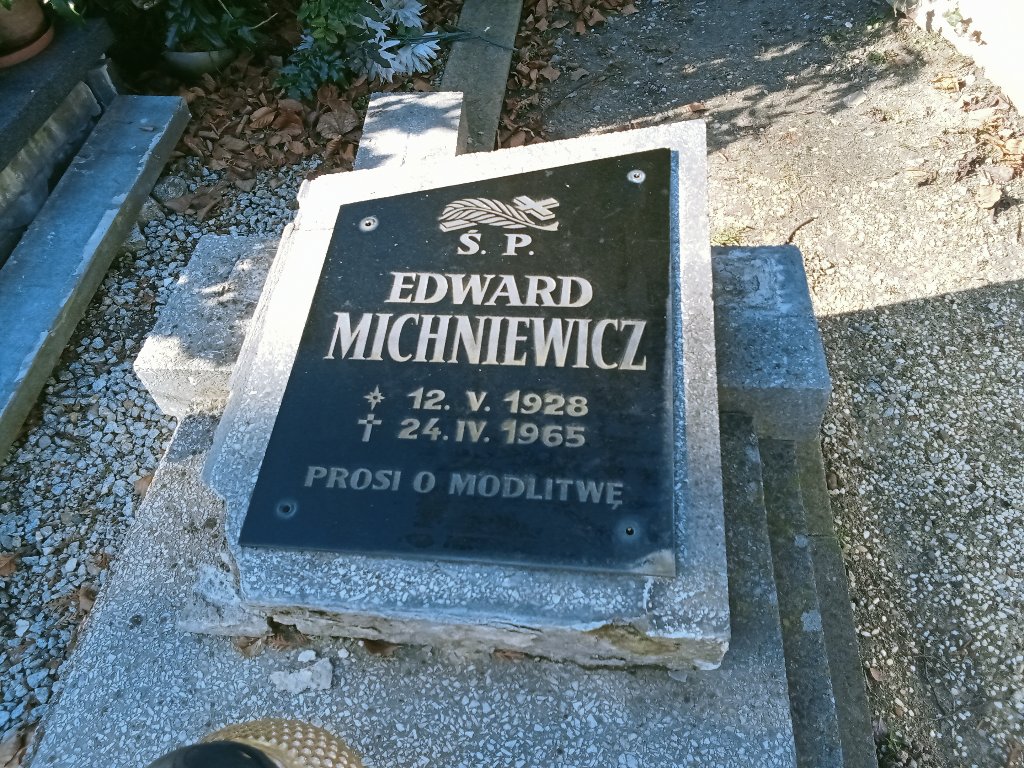 Ś. P.
EDWARD
MICHNIEWICZ
12. V. 1928
24. IV. 1965
PROSI O MODLITWĘ